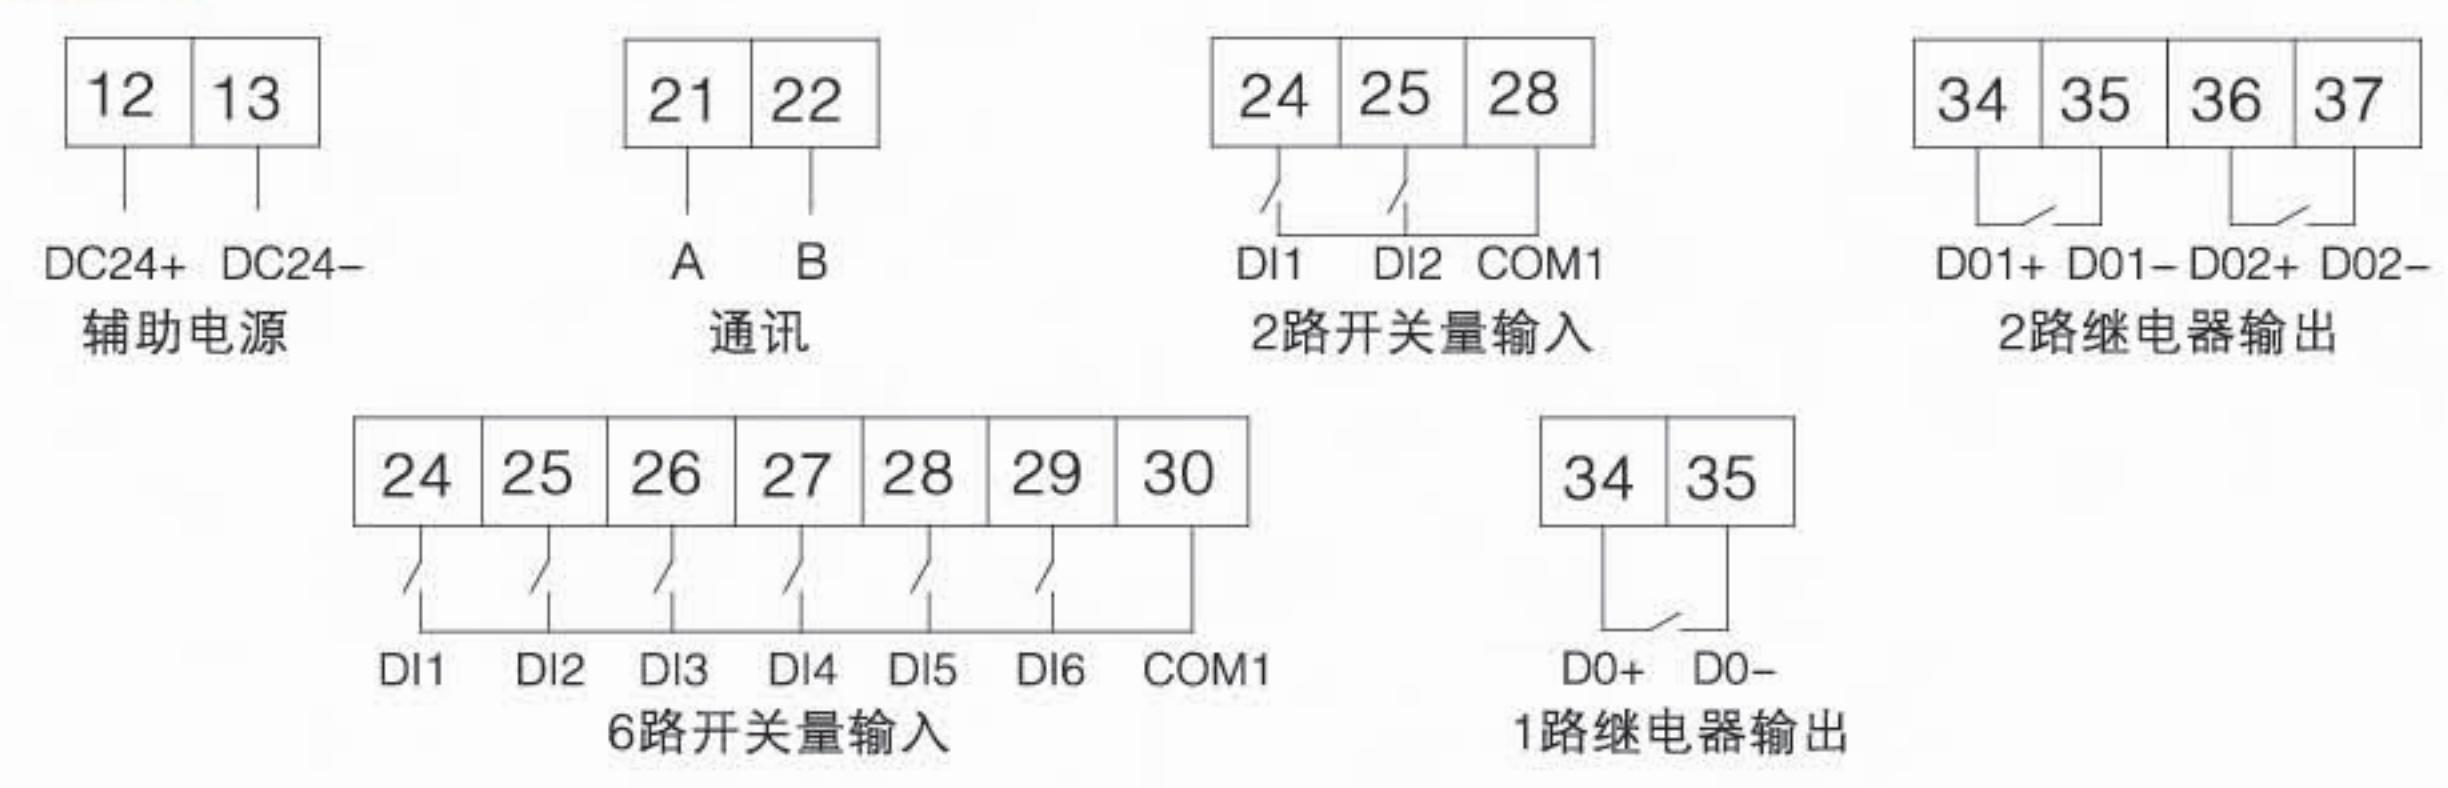 12 13
21 22
24 25 28
34 35 36 37
DC24+ DC24−
A B
DI1 DI2 COM1
D01+ D01− D02+ D02−
辅助电源
通讯
2路开关量输入
2路继电器输出
24 25 26 27 28 29 30
34 35
DI1 DI2 DI3 DI4 DI5 DI6 COM1
D0+ D0−
6路开关量输入
1路继电器输出